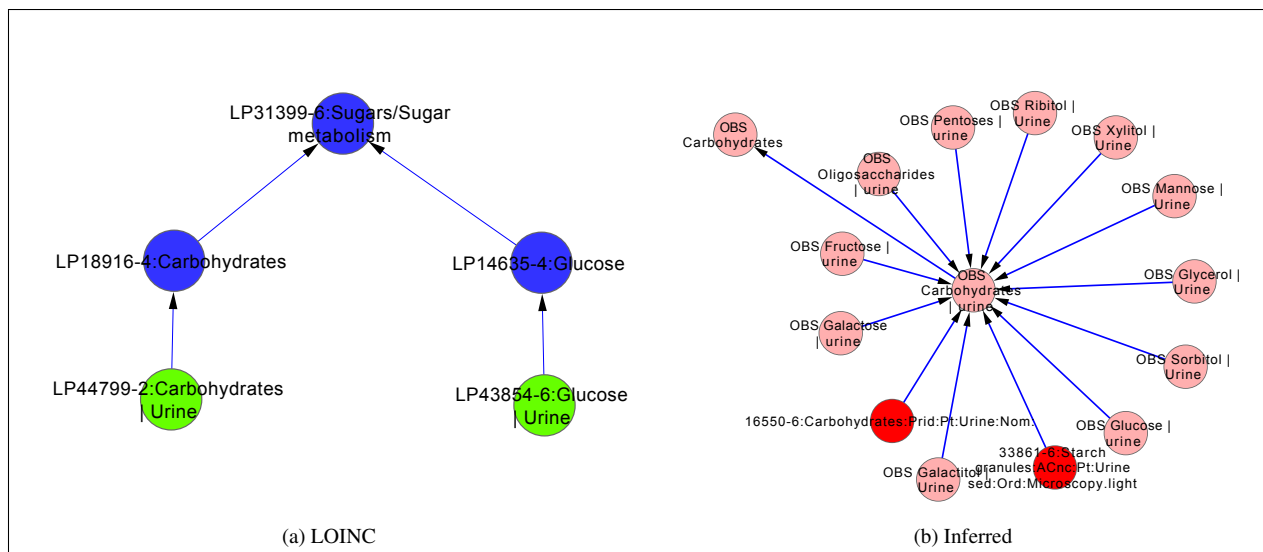 LP31399-6:Sugars/Sugar
metabolism
LP18916-4:Carbohydrates
LP14635-4:Glucose
LP44799-2:Carbohydrates
| Urine
LP43854-6:Glucose
| Urine
(a) LOINC
OBS
Carbohydrates
OBS
Oligosaccharides
| urine
OBS Pentoses |
urine
OBS Ribitol |
Urine
OBS Xylitol |
Urine
OBS Mannose |
Urine
OBS Fructose |
urine
OBS
Carbohydrates
| urine
OBS Glycerol |
Urine
OBS Galactose
| urine
OBS Sorbitol |
Urine
16550-6:Carbohydrates:Prid:Pt:Urine:Nom.
OBS Glucose |
urine
OBS Galactitol |
Urine
33861-6:Starch
granules:ACnc:Pt:Urine
sed:Ord:Microscopy.light
(b) Inferred